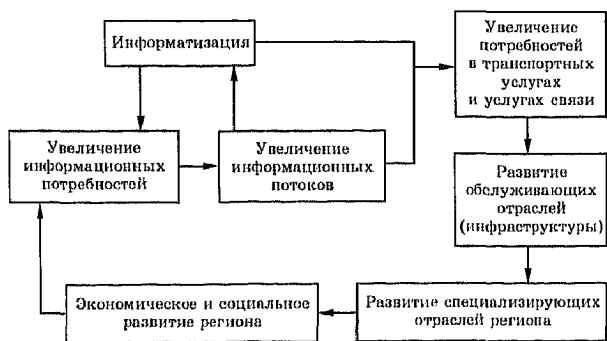 Информатизация
Увеличение
потребностей
в транспортных
услугах
и услугах связи
Увеличение
информационных
потребностей
Увеличение
информационных
потоков
Развитие
обслуживающих
отраслей
(инфраструктуры)
Экономическое и социальное
развитие региона
Развитие специализирующих
отраслей региона